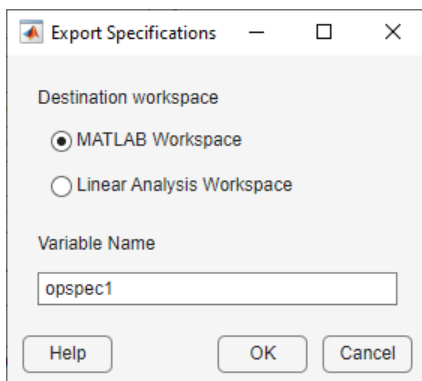 Export Specifications
Destination workspace
MATLAB Workspace
Linear Analysis Workspace
Variable Name
opspec1
Help OK Cancel